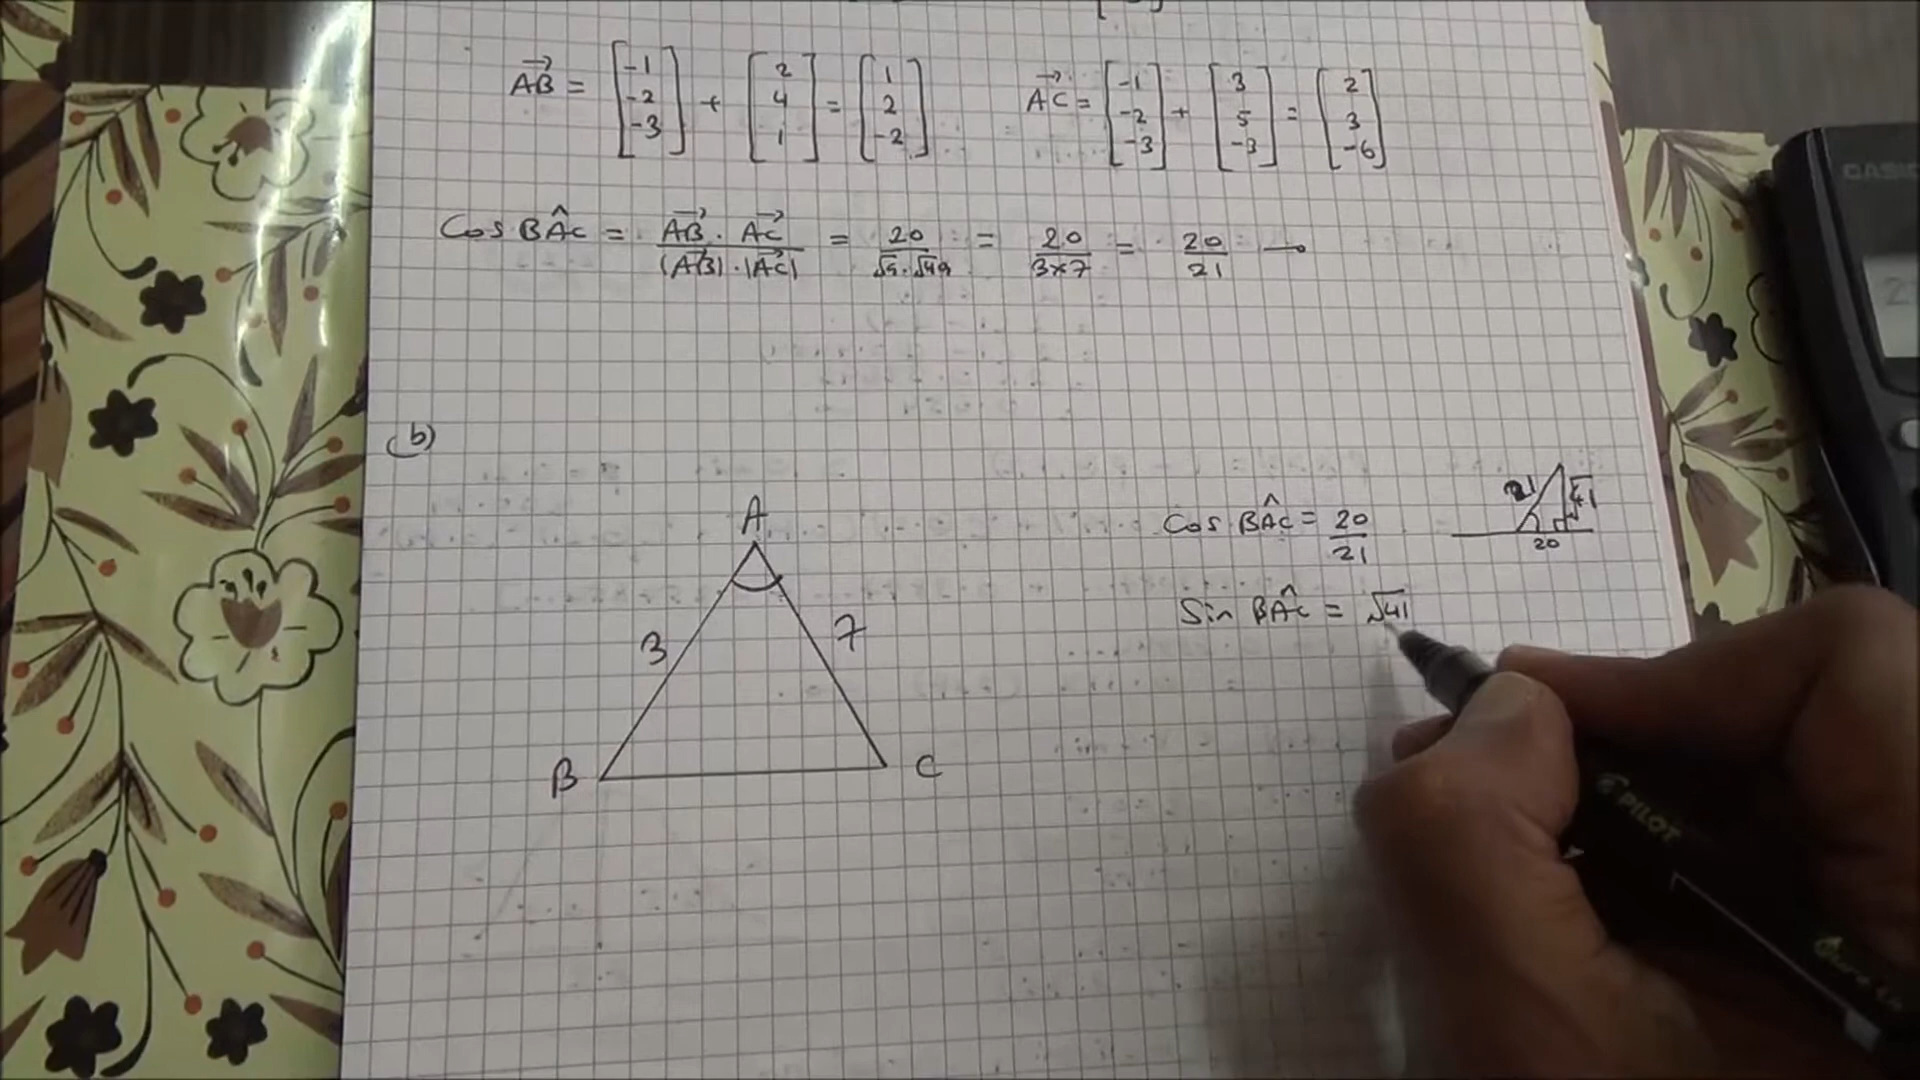 AB = [-1 -2 -3] + [2 4 1] = [1 2 -2] AC = [-1 -2 -3] + [3 5 -3] = [2 3 -6]
Cos BÂC = AB . AC / |AB| . |AC| = 20 / √9 . √49 = 20 / 3×7 = 20 / 21
b)
A
3
7
B
C
Cos BÂC = 20 / 21
21
√41
20
Sin BÂC = √41
CASIO
PILOT